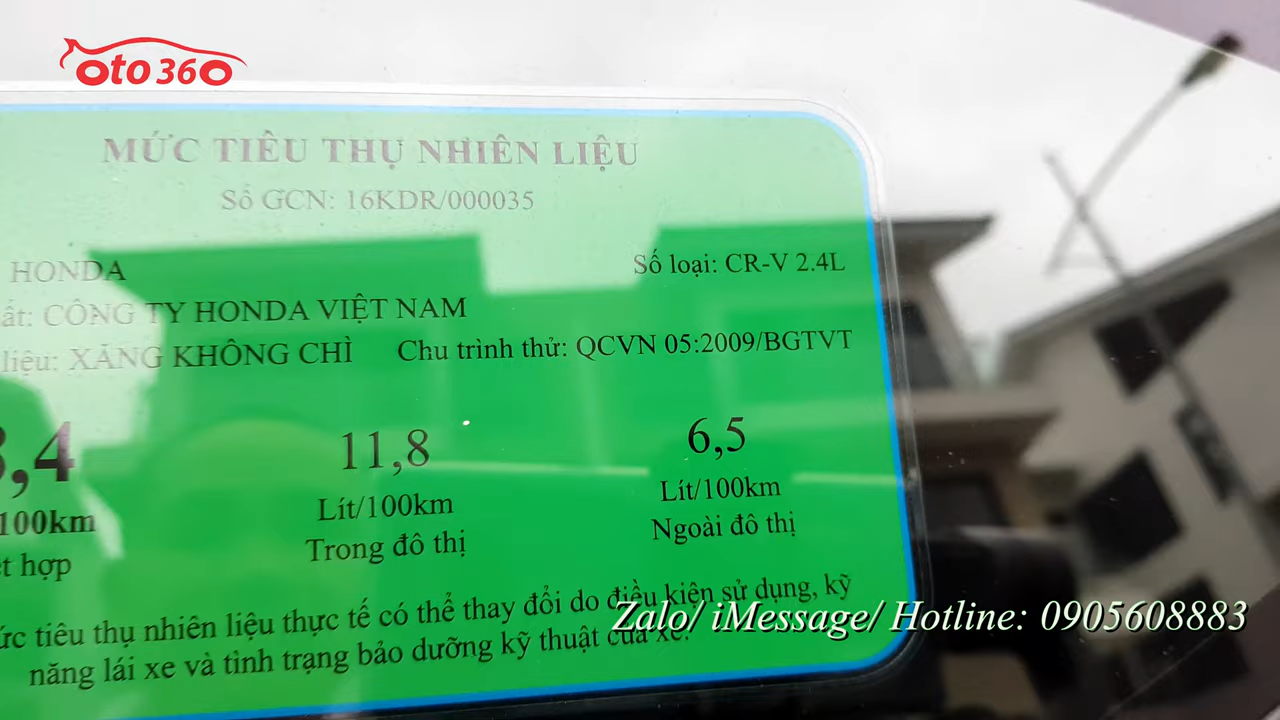 oto 360
MỨC TIÊU THỤ NHIÊN LIỆU
Số GCN: 16KDR/000035
HONDA
Số loại: CR-V 2.4L
CÔNG TY HONDA VIỆT NAM
liệu: XĂNG KHÔNG CHÌ Chu trình thử: QCVN 05:2009/BGTVT
,4 11,8 6,5
100km Lít/100km Lít/100km
hợp Trong đô thị Ngoài đô thị
tiêu thụ nhiên liệu thực tế có thể thay đổi do điều kiện sử dụng, kỹ
năng lái xe và tình trạng bảo dưỡng kỹ thuật của xe.
Zalo/ iMessage/ Hotline: 0905608883